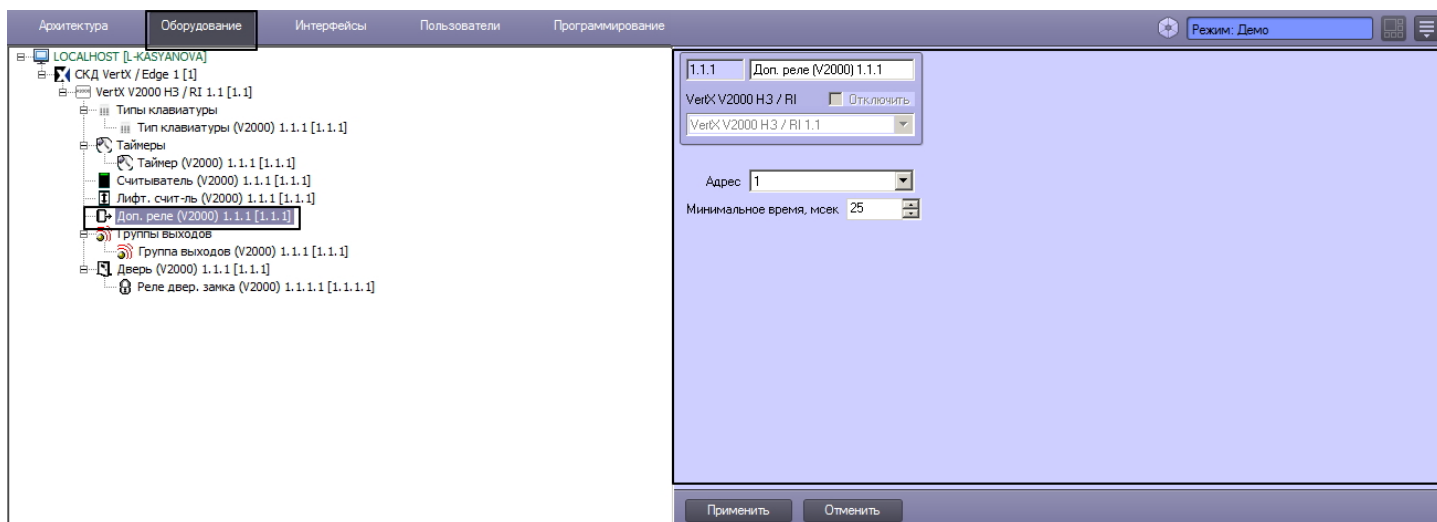 Архитектура Оборудование Интерфейсы Пользователи Программирование Режим: Демо
LOCALHOST [L-KASYANOVA]
СКД VertX / Edge 1 [1]
VertX V2000 H3 / RI 1.1 [1.1]
Типы клавиатуры
Тип клавиатуры (V2000) 1.1.1 [1.1.1]
Таймеры
Таймер (V2000) 1.1.1 [1.1.1]
Считыватель (V2000) 1.1.1 [1.1.1]
Лифт. счит-ль (V2000) 1.1.1 [1.1.1]
Доп. реле (V2000) 1.1.1 [1.1.1]
Группы выходов
Группа выходов (V2000) 1.1.1 [1.1.1]
Дверь (V2000) 1.1.1 [1.1.1]
Реле двер. замка (V2000) 1.1.1.1 [1.1.1.1]
1.1.1 Доп. реле (V2000) 1.1.1
VertX V2000 H3 / RI Отключить
VertX V2000 H3 / RI 1.1
Адрес 1
Минимальное время, мсек 25
Применить Отменить